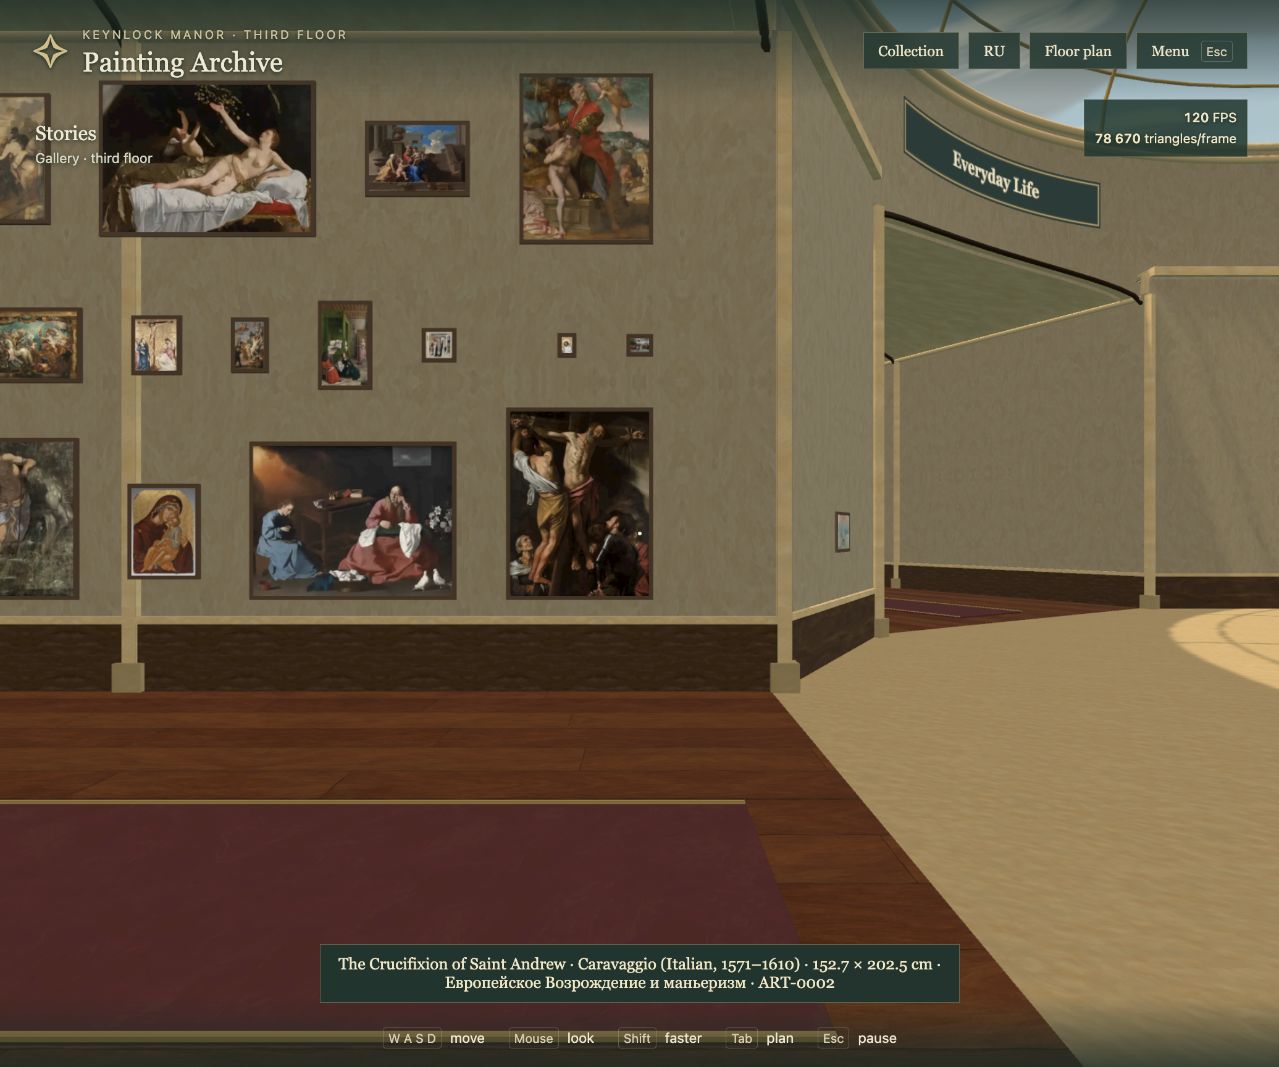 KEYNLOCK MANOR · THIRD FLOOR
Painting Archive
Collection
RU
Floor plan
Menu Esc
120 FPS
78 670 triangles/frame
Stories
Gallery · third floor
Everyday Life
The Crucifixion of Saint Andrew · Caravaggio (Italian, 1571–1610) · 152.7 × 202.5 cm ·
Европейское Возрождение и маньеризм · ART-0002
W A S D move Mouse look Shift faster Tab plan Esc pause